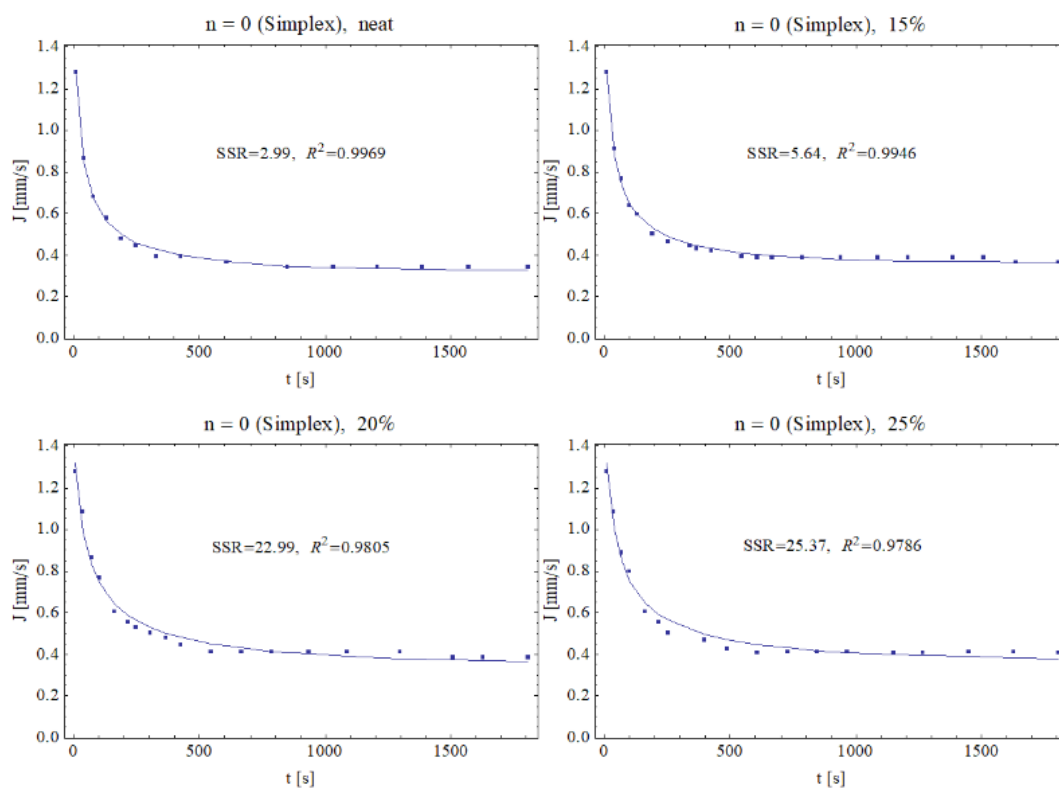 n = 0 (Simplex), neat
J [mm/s]
1.4
1.2
1.0
0.8
0.6
0.4
0.2
0.0
SSR=2.99, R²=0.9969
0 500 1000 1500
t [s]
n = 0 (Simplex), 15%
J [mm/s]
1.4
1.2
1.0
0.8
0.6
0.4
0.2
0.0
SSR=5.64, R²=0.9946
0 500 1000 1500
t [s]
n = 0 (Simplex), 20%
J [mm/s]
1.4
1.2
1.0
0.8
0.6
0.4
0.2
0.0
SSR=22.99, R²=0.9805
0 500 1000 1500
t [s]
n = 0 (Simplex), 25%
J [mm/s]
1.4
1.2
1.0
0.8
0.6
0.4
0.2
0.0
SSR=25.37, R²=0.9786
0 500 1000 1500
t [s]